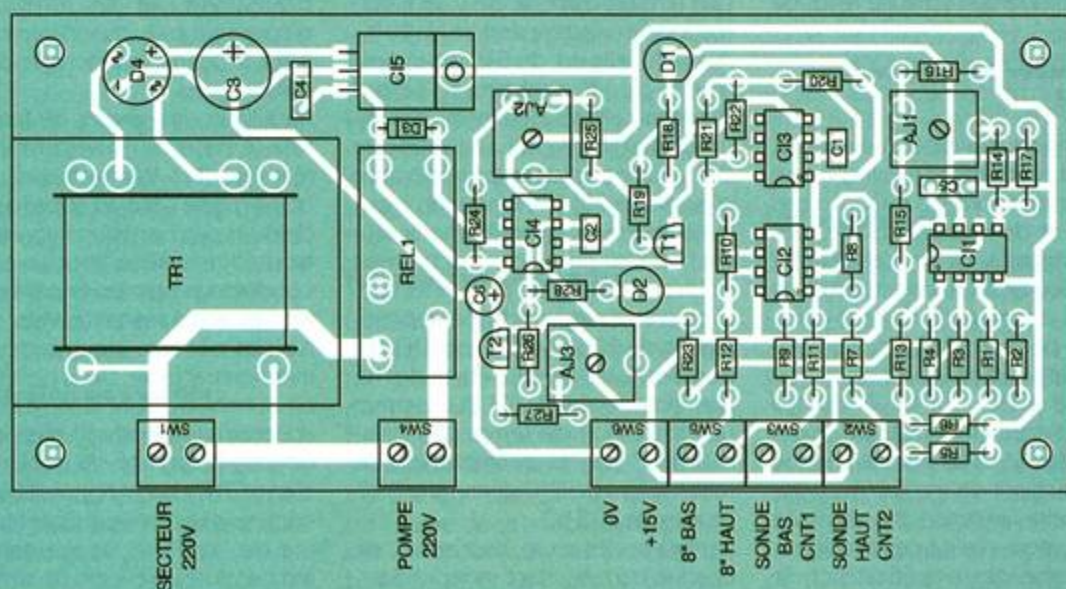 D4
C3
C4
CI5
D3
AJ2
R25
D1
R18
R21
R22
R20
CI3
C1
R16
AJ1
R14
R17
C5
R15
CI1
TR1
REL1
R24
CI4
C2
R19
T1
R10
CI2
R8
C6
R28
D2
T2
R26
AJ3
R27
R23
R12
R9
R11
R7
R13
R4
R3
R1
R2
R6
R5
SW1
SW4
SW6
SW5
SW3
SW2
SECTEUR
220V
POMPE
220V
0V
+15V
8" BAS
8" HAUT
SONDE
BAS
CNT1
SONDE
HAUT
CNT2